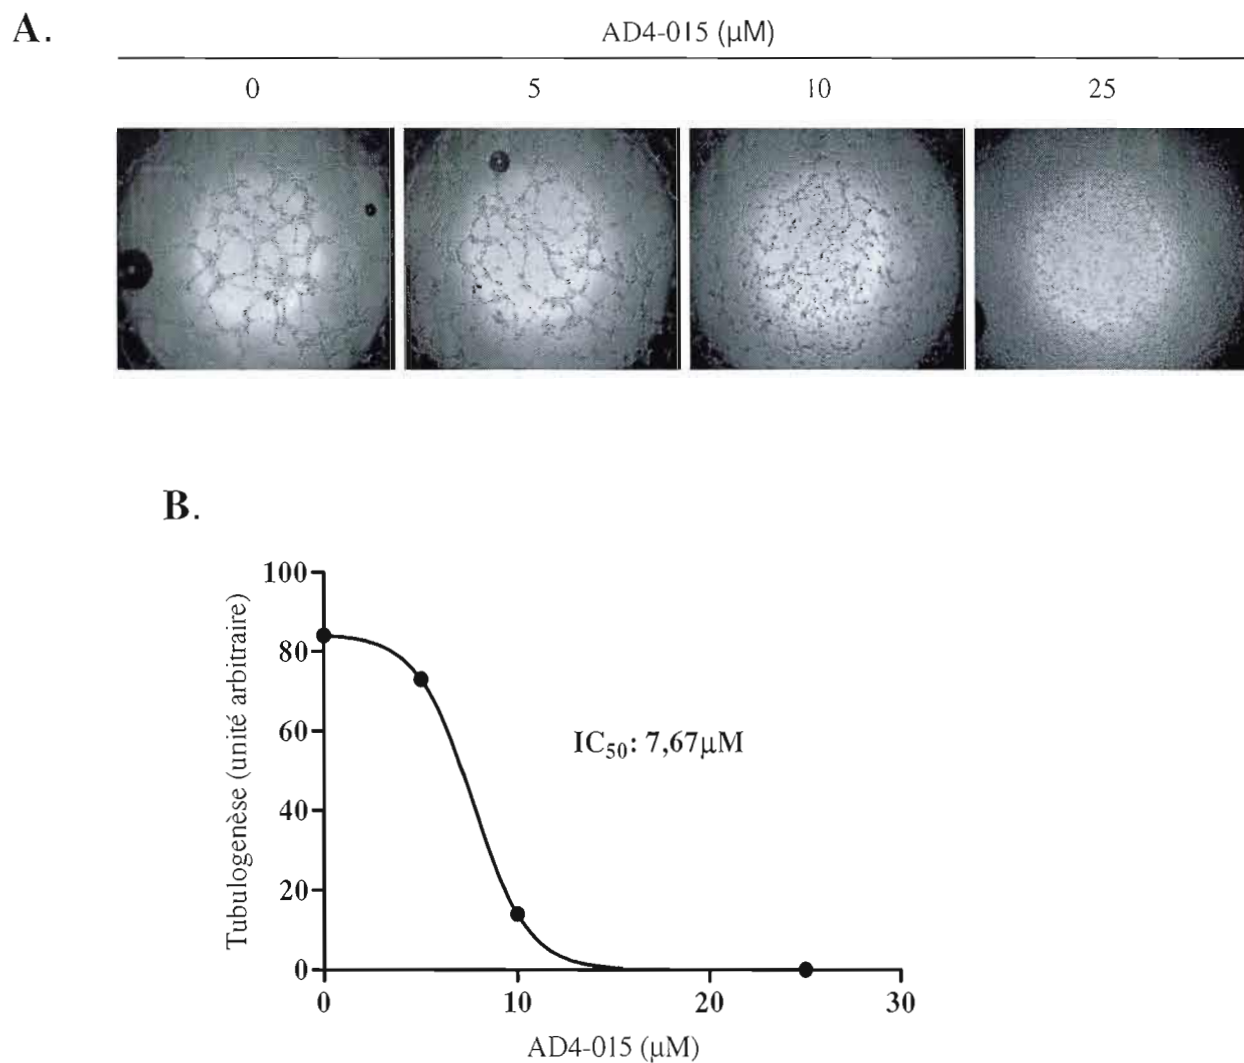 A.
AD4-015 (µM)
0 5 10 25
B.
100
80
60
40
20
0
Tubulogenèse (unité arbitraire)
IC50: 7,67µM
0 10 20 30
AD4-015 (µM)